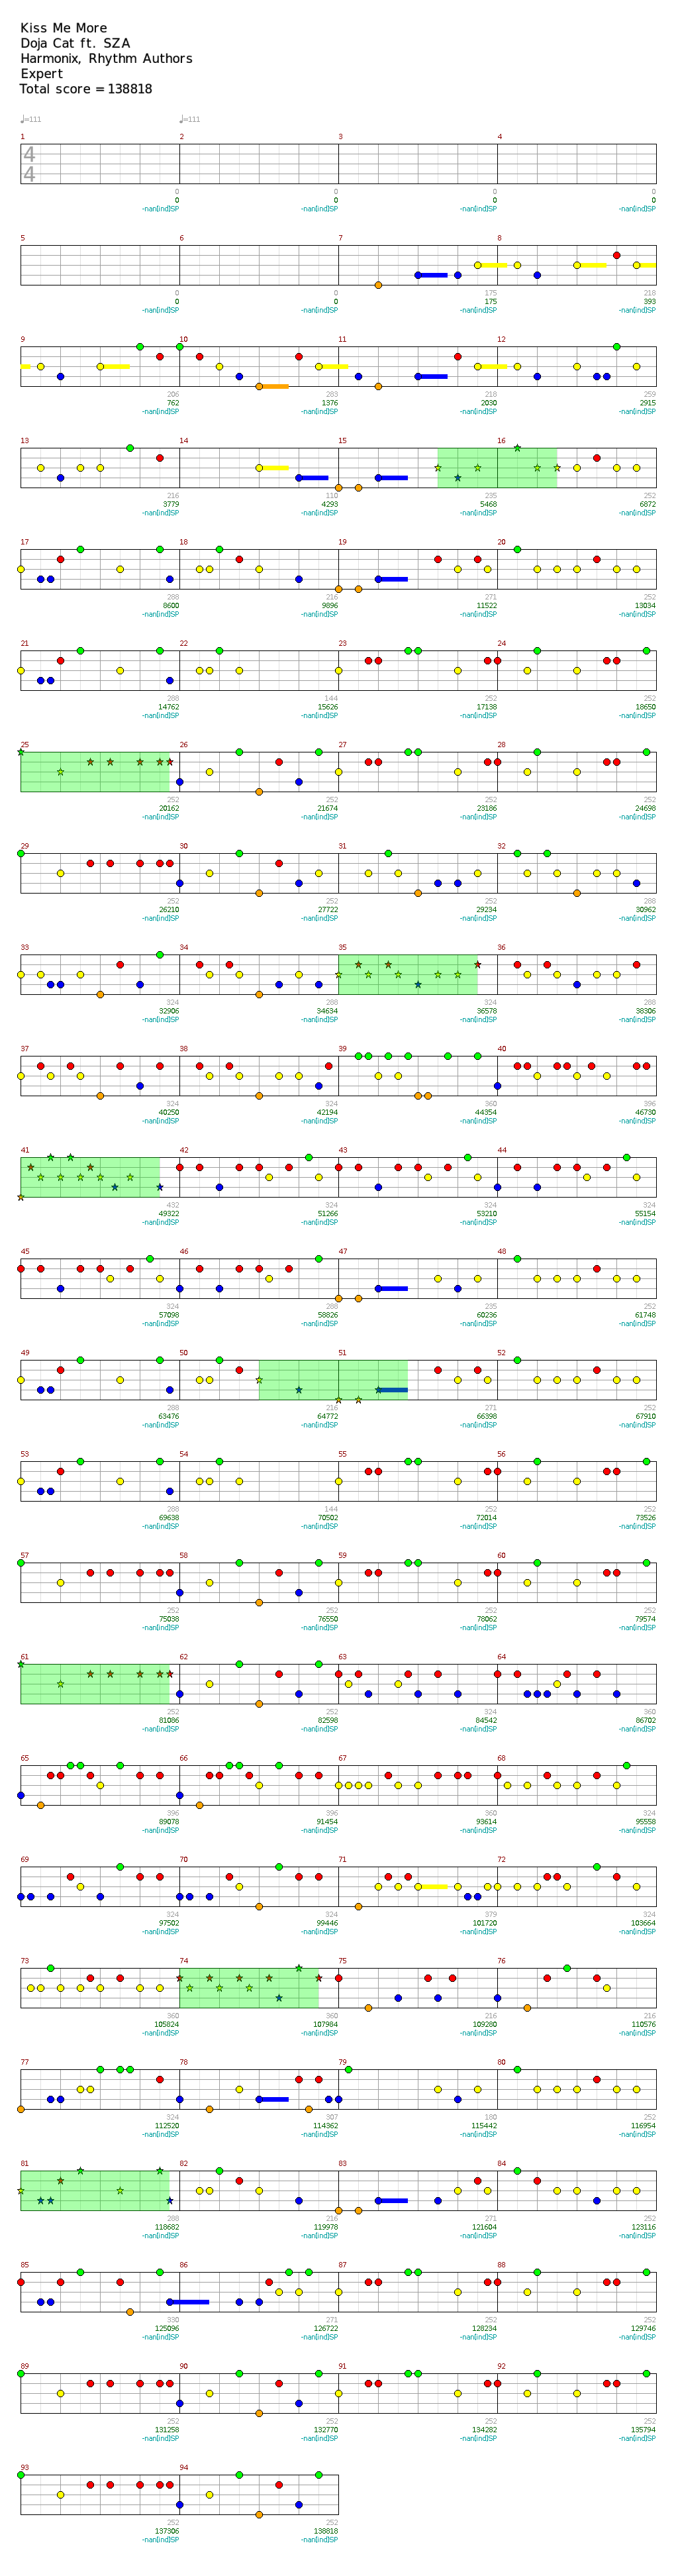 Kiss Me More
Doja Cat ft. SZA
Harmonix, Rhythm Authors
Expert
Total score = 138818
♩=111 ♩=111
1 2 3 4
4
4
0 0 0 0
0 0 0 0
-nan(ind)SP -nan(ind)SP -nan(ind)SP -nan(ind)SP
5 6 7 8
0 0 175 218
0 0 175 393
-nan(ind)SP -nan(ind)SP -nan(ind)SP -nan(ind)SP
9 10 11 12
206 283 218 259
762 1376 2030 2915
-nan(ind)SP -nan(ind)SP -nan(ind)SP -nan(ind)SP
13 14 15 16
216 110 235 252
3779 4293 5468 6872
-nan(ind)SP -nan(ind)SP -nan(ind)SP -nan(ind)SP
17 18 19 20
288 216 271 252
8600 9896 11522 13034
-nan(ind)SP -nan(ind)SP -nan(ind)SP -nan(ind)SP
21 22 23 24
288 144 252 252
14762 15626 17138 18650
-nan(ind)SP -nan(ind)SP -nan(ind)SP -nan(ind)SP
25 26 27 28
252 252 252 252
20162 21674 23186 24698
-nan(ind)SP -nan(ind)SP -nan(ind)SP -nan(ind)SP
29 30 31 32
252 252 252 288
26210 27722 29234 30962
-nan(ind)SP -nan(ind)SP -nan(ind)SP -nan(ind)SP
33 34 35 36
324 288 324 288
32906 34634 36578 38306
-nan(ind)SP -nan(ind)SP -nan(ind)SP -nan(ind)SP
37 38 39 40
324 324 360 396
40250 42194 44354 46730
-nan(ind)SP -nan(ind)SP -nan(ind)SP -nan(ind)SP
41 42 43 44
432 324 324 324
49322 51266 53210 55154
-nan(ind)SP -nan(ind)SP -nan(ind)SP -nan(ind)SP
45 46 47 48
324 288 235 252
57098 58826 60236 61748
-nan(ind)SP -nan(ind)SP -nan(ind)SP -nan(ind)SP
49 50 51 52
288 216 271 252
63476 64772 66398 67910
-nan(ind)SP -nan(ind)SP -nan(ind)SP -nan(ind)SP
53 54 55 56
288 144 252 252
69638 70502 72014 73526
-nan(ind)SP -nan(ind)SP -nan(ind)SP -nan(ind)SP
57 58 59 60
252 252 252 252
75038 76550 78062 79574
-nan(ind)SP -nan(ind)SP -nan(ind)SP -nan(ind)SP
61 62 63 64
252 252 324 360
81086 82598 84542 86702
-nan(ind)SP -nan(ind)SP -nan(ind)SP -nan(ind)SP
65 66 67 68
396 396 360 324
89078 91454 93614 95558
-nan(ind)SP -nan(ind)SP -nan(ind)SP -nan(ind)SP
69 70 71 72
324 324 379 324
97502 99446 101720 103664
-nan(ind)SP -nan(ind)SP -nan(ind)SP -nan(ind)SP
73 74 75 76
360 360 216 216
105824 107984 109280 110576
-nan(ind)SP -nan(ind)SP -nan(ind)SP -nan(ind)SP
77 78 79 80
324 307 180 252
112520 114362 115442 116954
-nan(ind)SP -nan(ind)SP -nan(ind)SP -nan(ind)SP
81 82 83 84
288 216 271 252
118682 119978 121604 123116
-nan(ind)SP -nan(ind)SP -nan(ind)SP -nan(ind)SP
85 86 87 88
330 271 252 252
125096 126722 128234 129746
-nan(ind)SP -nan(ind)SP -nan(ind)SP -nan(ind)SP
89 90 91 92
252 252 252 252
131258 132770 134282 135794
-nan(ind)SP -nan(ind)SP -nan(ind)SP -nan(ind)SP
93 94
252 252
137306 138818
-nan(ind)SP -nan(ind)SP